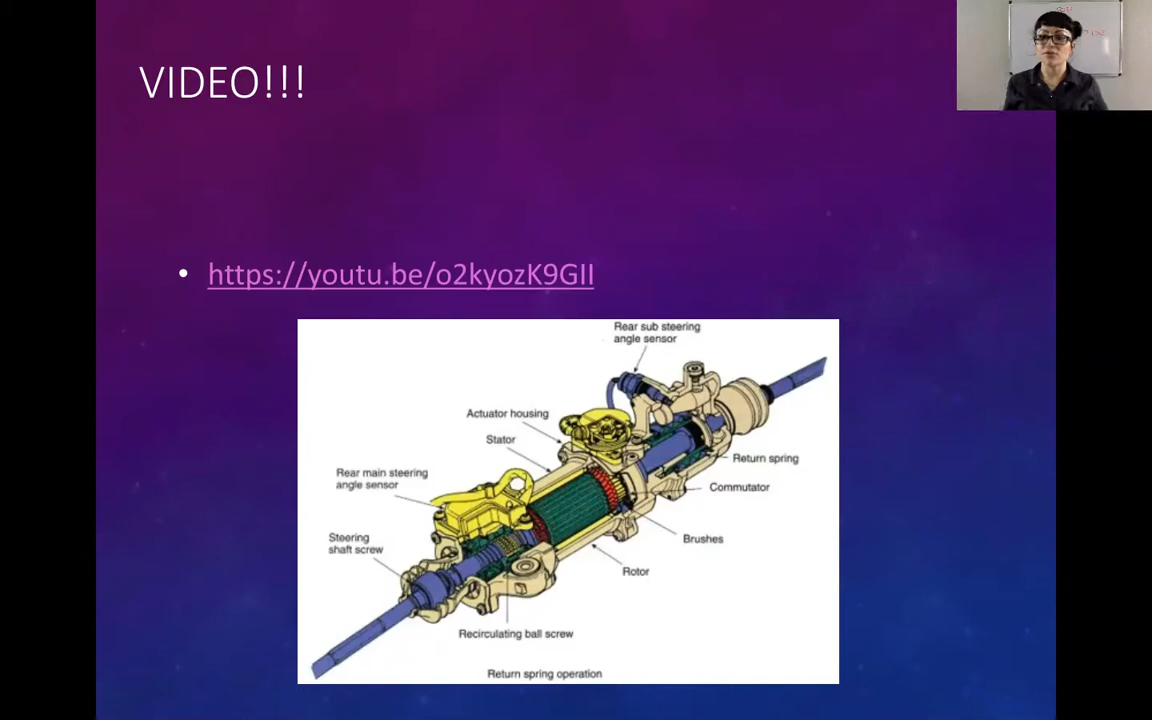 VIDEO!!!
• https://youtu.be/o2kyozK9GII
Rear sub steering
angle sensor
Actuator housing
Stator
Rear main steering
angle sensor
Return spring
Commutator
Steering
shaft screw
Brushes
Rotor
Recirculating ball screw
Return spring operation